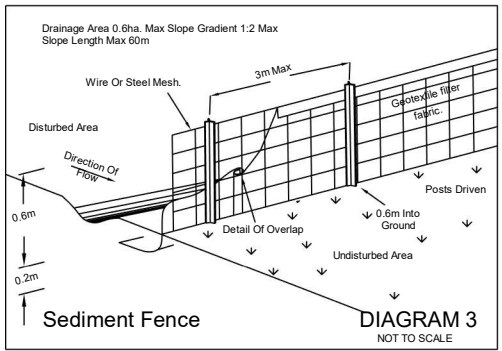 Drainage Area 0.6ha. Max Slope Gradient 1:2 Max
Slope Length Max 60m
3m Max
Wire Or Steel Mesh.
Geotextile filter
fabric.
Disturbed Area
Direction Of
Flow
Posts Driven
0.6m
0.6m Into
Ground
Detail Of Overlap
Undisturbed Area
0.2m
Sediment Fence
DIAGRAM 3
NOT TO SCALE